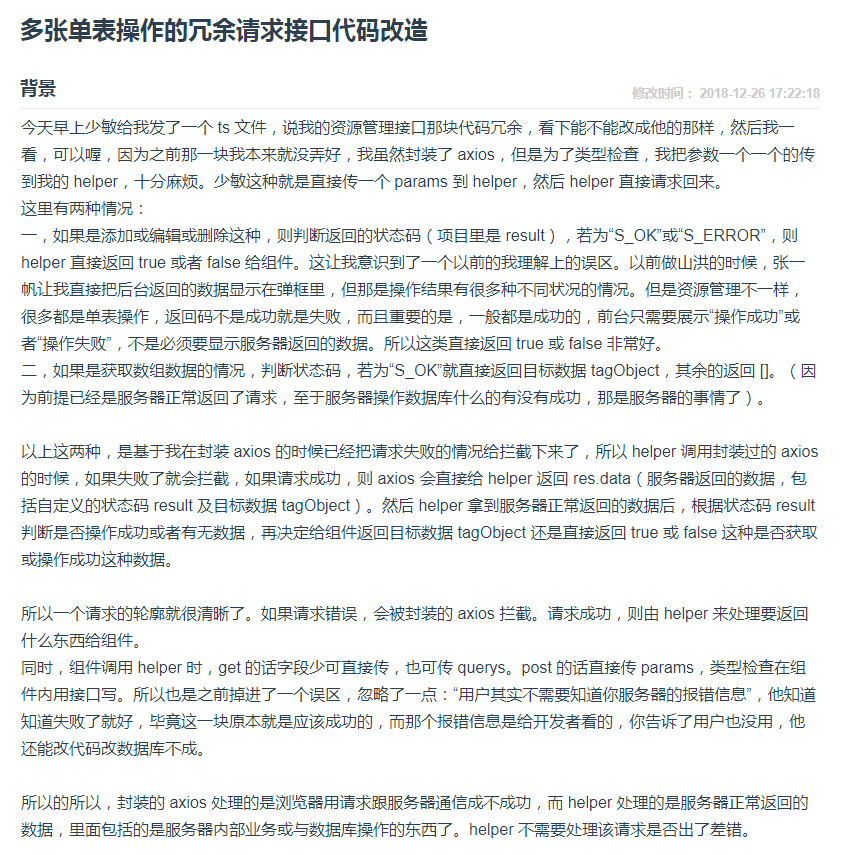 多张单表操作的冗余请求接口代码改造
背景
修改时间： 2018-12-26 17:22:18
今天早上少敏给我发了一个 ts 文件，说我的资源管理接口那块代码冗余，看下能不能改成他的那样，然后我一
看，可以喔，因为之前那一块我本来就没弄好，我虽然封装了 axios，但是为了类型检查，我把参数一个一个的传
到我的 helper，十分麻烦。少敏这种就是直接传一个 params 到 helper，然后 helper 直接请求回来。
这里有两种情况：
一，如果是添加或编辑或删除这种，则判断返回的状态码（项目里是 result），若为“S_OK”或“S_ERROR”，则
helper 直接返回 true 或者 false 给组件。这让我意识到了一个以前的我理解上的误区。以前做山洪的时候，张一
帆让我直接把后台返回的数据显示在弹框里，但那是操作结果有很多种不同状况的情况。但是资源管理不一样，
很多都是单表操作，返回码不是成功就是失败，而且重要的是，一般都是成功的，前台只需要展示“操作成功”或
者“操作失败”，不是必须要显示服务器返回的数据。所以这类直接返回 true 或 false 非常好。
二，如果是获取数组数据的情况，判断状态码，若为“S_OK”就直接返回目标数据 tagObject，其余的返回 []。（因
为前提已经是服务器正常返回了请求，至于服务器操作数据库什么的有没有成功，那是服务器的事情了）。
以上这两种，是基于我在封装 axios 的时候已经把请求失败的情况给拦截下来了，所以 helper 调用封装过的 axios
的时候，如果失败了就会拦截，如果请求成功，则 axios 会直接给 helper 返回 res.data（服务器返回的数据，包
括自定义的状态码 result 及目标数据 tagObject）。然后 helper 拿到服务器正常返回的数据后，根据状态码 result
判断是否操作成功或者有无数据，再决定给组件返回目标数据 tagObject 还是直接返回 true 或 false 这种是否获取
或操作成功这种数据。
所以一个请求的轮廓就很清晰了。如果请求错误，会被封装的 axios 拦截。请求成功，则由 helper 来处理要返回
什么东西给组件。
同时，组件调用 helper 时，get 的话字段少可直接传，也可传 querys。post 的话直接传 params，类型检查在组
件内用接口写。所以也是之前掉进了一个误区，忽略了一点：“用户其实不需要知道你服务器的报错信息”，他知道
知道失败了就好，毕竟这一块原本就是应该成功的，而那个报错信息是给开发者看的，你告诉了用户也没用，他
还能改代码改数据库不成。
所以的所以，封装的 axios 处理的是浏览器用请求跟服务器通信成不成功，而 helper 处理的是服务器正常返回的
数据，里面包括的是服务器内部业务或与数据库操作的东西了。helper 不需要处理该请求是否出了差错。